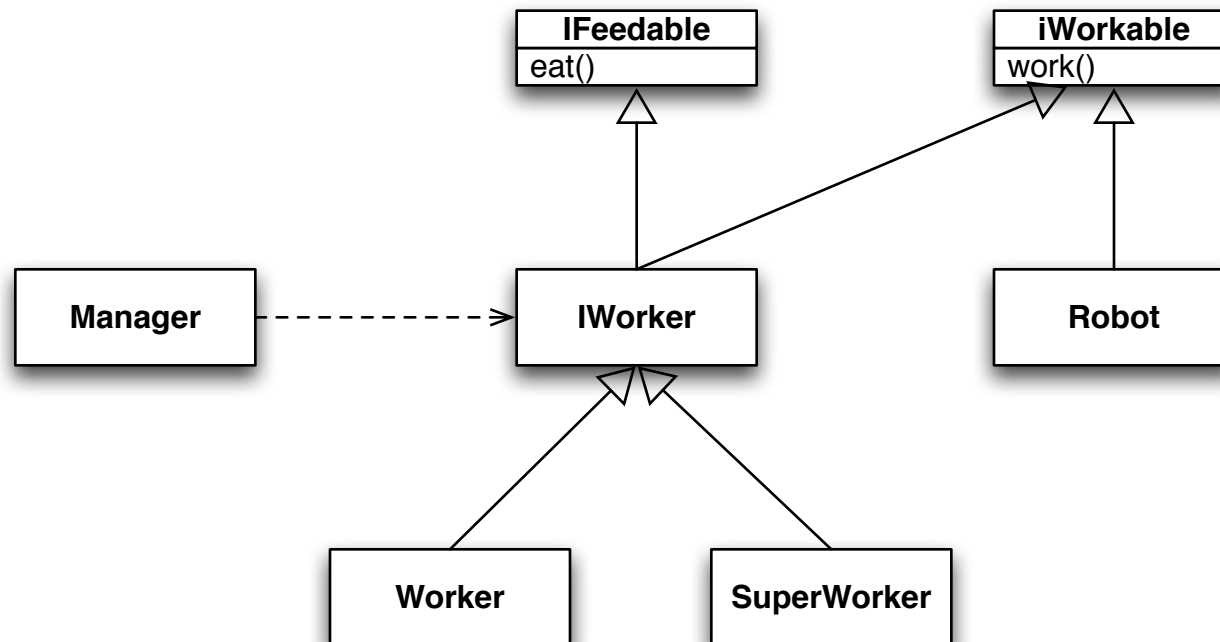 IFeedable
eat()
iWorkable
work()
Manager
IWorker
Robot
Worker
SuperWorker